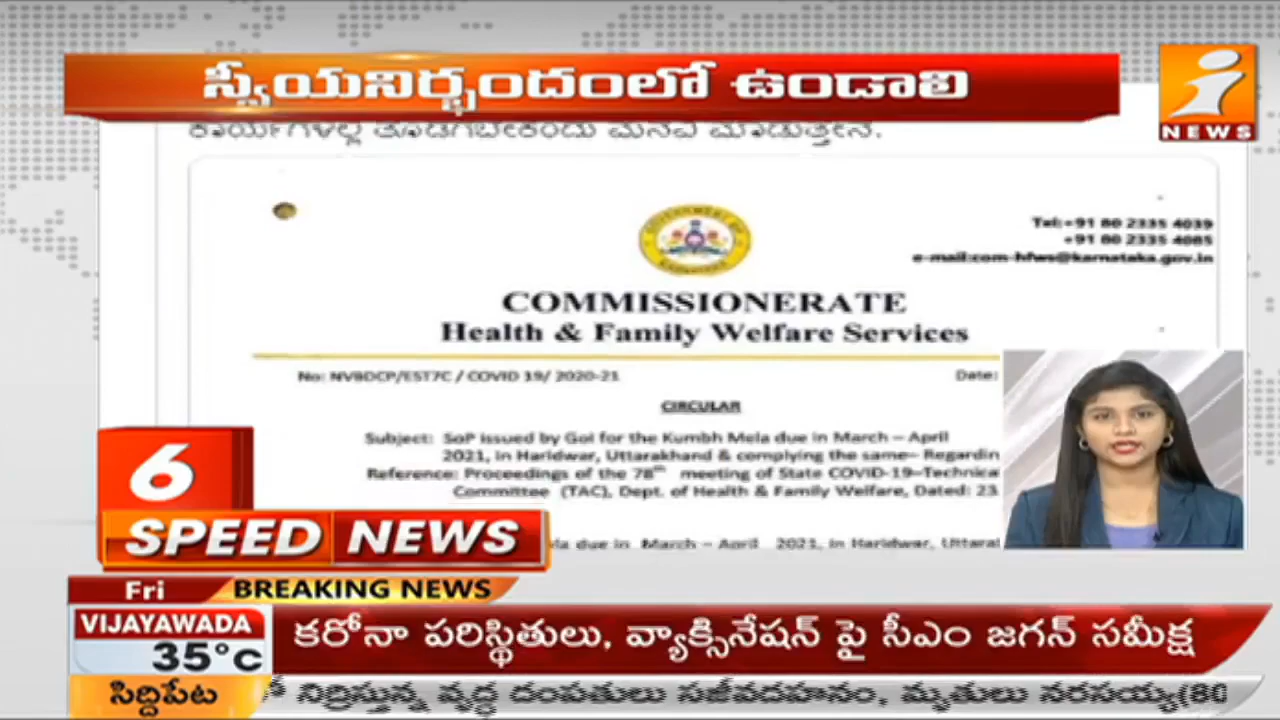 స్వీయనిర్భందంలో ఉండాలి
i
NEWS
ಕಾರ್ಯಗಳಲ್ಲಿ ತೊಡಗಬೇಕೆಂದು ಮನವಿ ಮಾಡುತ್ತೇನೆ.
Tel:+91 80 2335 4039
+91 80 2335 4085
e-mail:com-hfws@karnataka.gov.in
COMMISSIONERATE
Health & Family Welfare Services
No: NVBDCP/EST7C / COVID 19/ 2020-21
Date:
CIRCULAR
Subject: SoP issued by GoI for the Kumbh Mela due in March – April
2021, in Haridwar, Uttarakhand & complying the same– Regardin
Reference: Proceedings of the 78th meeting of State COVID-19–Technica
Committee (TAC), Dept. of Health & Family Welfare, Dated: 23
la due in March – April 2021, in Haridwar, Uttaral
6
SPEED NEWS
Fri
BREAKING NEWS
VIJAYAWADA
35°c
కరోనా పరిస్థితులు, వ్యాక్సినేషన్ పై సీఎం జగన్ సమీక్ష
సిద్దిపేట
నిద్రిస్తున్న వృద్ధ దంపతులు సజీవదహనం, మృతులు నరసయ్య(80